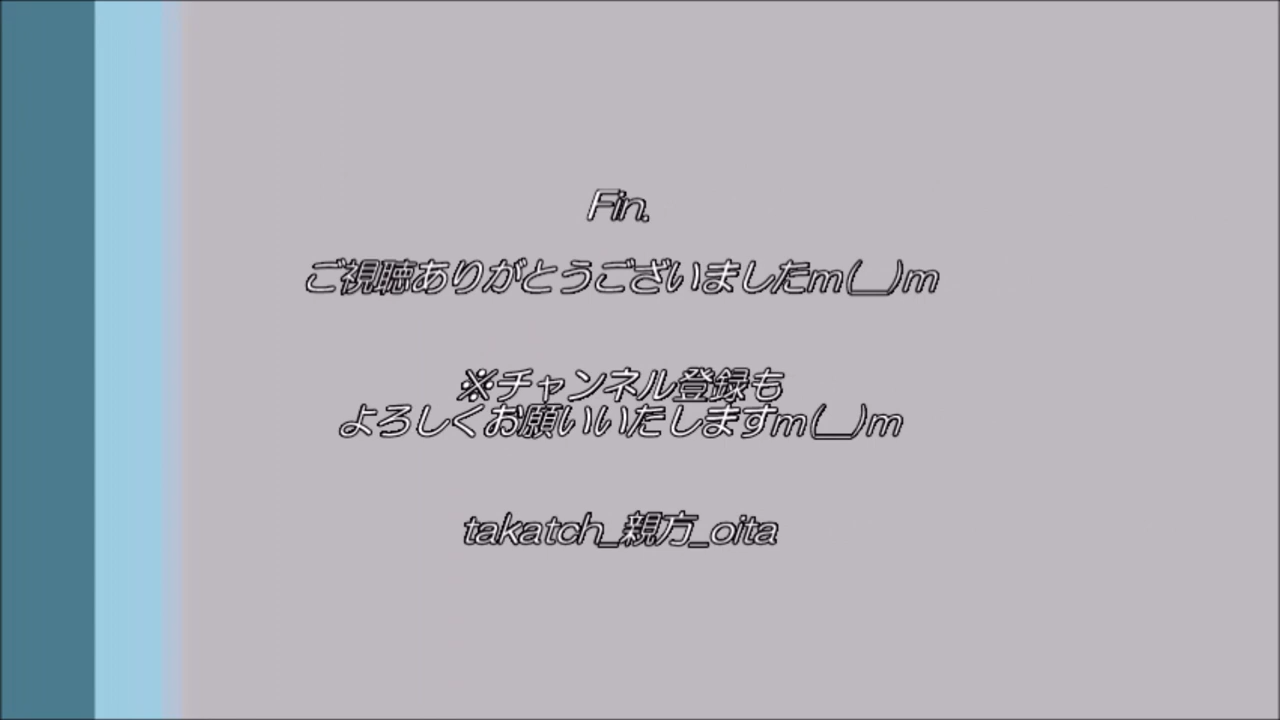 Fin.
ご視聴ありがとうございましたm(__)m
※チャンネル登録も
よろしくお願いいたしますm(__)m
takatch_親方_oita